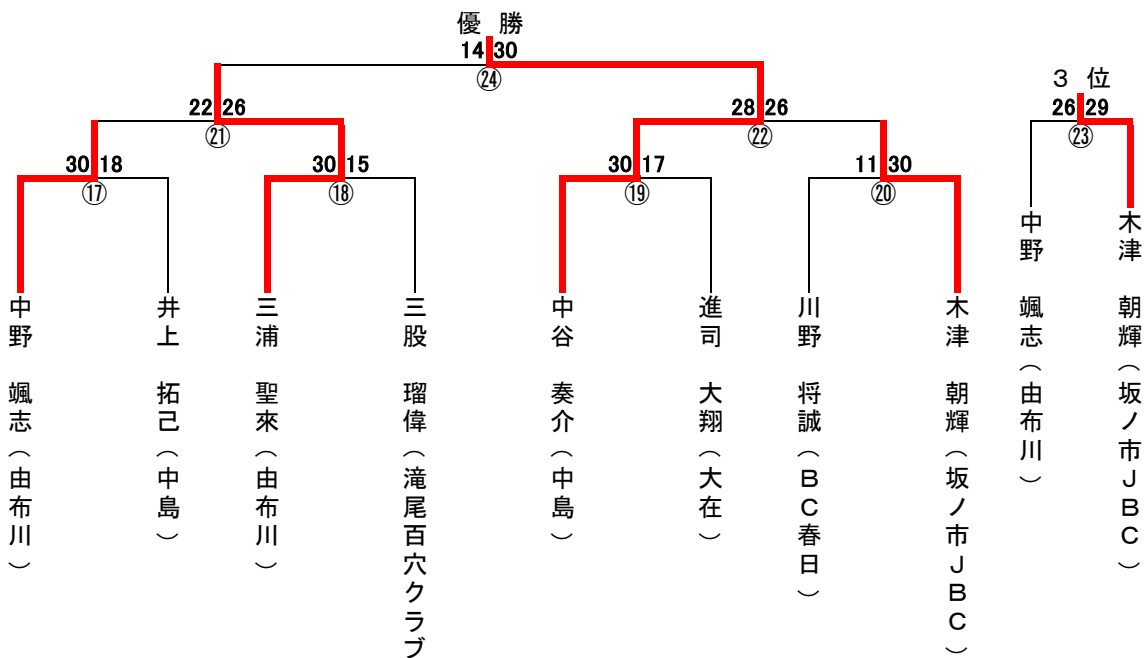 優 勝
14 30
㉔
3 位
22 26
㉑
28 26
㉒
26 29
㉓
30 18
⑰
30 15
⑱
30 17
⑲
11 30
⑳
中野 颯志（由布川）
井上 拓己（中島）
三浦 聖來（由布川）
三股 瑠偉（滝尾百穴クラブ
中谷 奏介（中島）
進司 大翔（大在）
川野 将誠（ＢＣ春日）
木津 朝輝（坂ノ市ＪＢＣ）
中野 颯志（由布川）
木津 朝輝（坂ノ市ＪＢＣ）